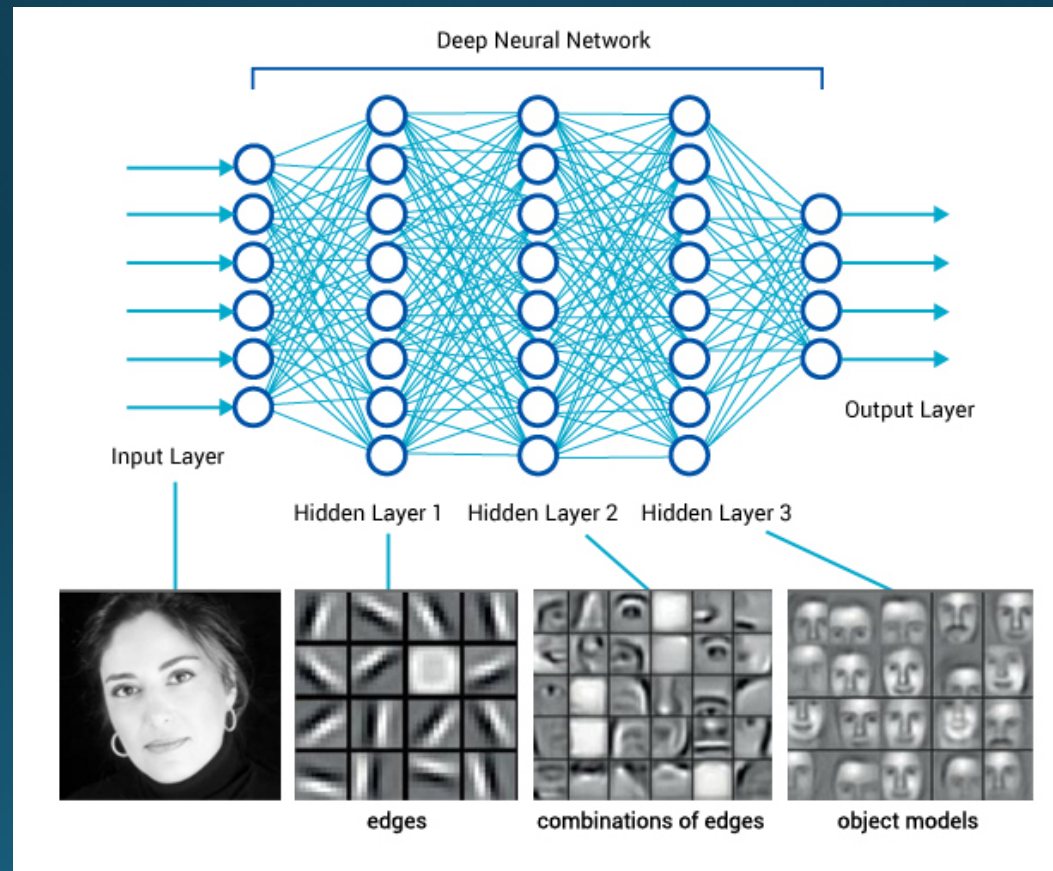 Deep Neural Network
Output Layer
Input Layer
Hidden Layer 1
Hidden Layer 2
Hidden Layer 3
edges
combinations of edges
object models